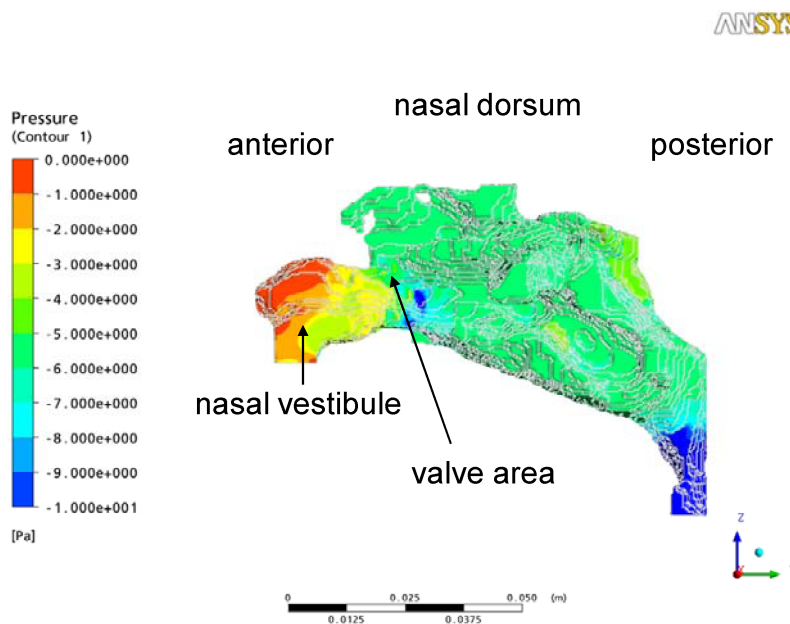 ANSYS
nasal dorsum
Pressure
(Contour 1)
anterior
posterior
0.000e+000
-1.000e+000
-2.000e+000
-3.000e+000
-4.000e+000
-5.000e+000
-6.000e+000
-7.000e+000
-8.000e+000
-9.000e+000
-1.000e+001
[Pa]
nasal vestibule
valve area
Z
X
0
0.025
0.050
(m)
0.0125
0.0375